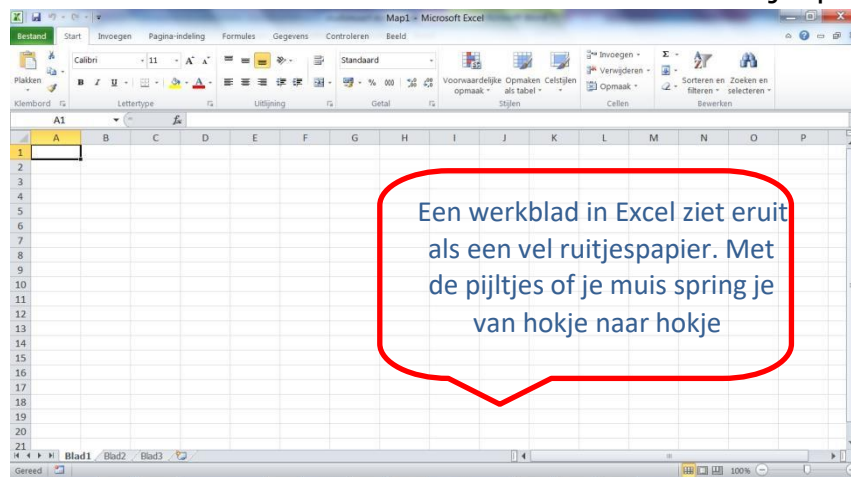 Map1 - Microsoft Excel
Bestand Start Invoegen Pagina-indeling Formules Gegevens Controleren Beeld
Calibri 11 A A Standaard Invoegen Σ
Plakken B I U A % 000 Voorwaardelijke Opmaken Celstijlen Verwijderen Sorteren en Zoeken en
opmaak als tabel Opmaak filteren selecteren
Klembord Lettertype Uitlijning Getal Stijlen Cellen Bewerken
A1 fx
A B C D E F G H I J K L M N O P
1
2
3
4
5
6
7
8
9
10
11
12
13
14
15
16
17
18
19
20
21
Een werkblad in Excel ziet eruit
als een vel ruitjespapier. Met
de pijltjes of je muis spring je
van hokje naar hokje
Blad1 Blad2 Blad3
Gereed 100%